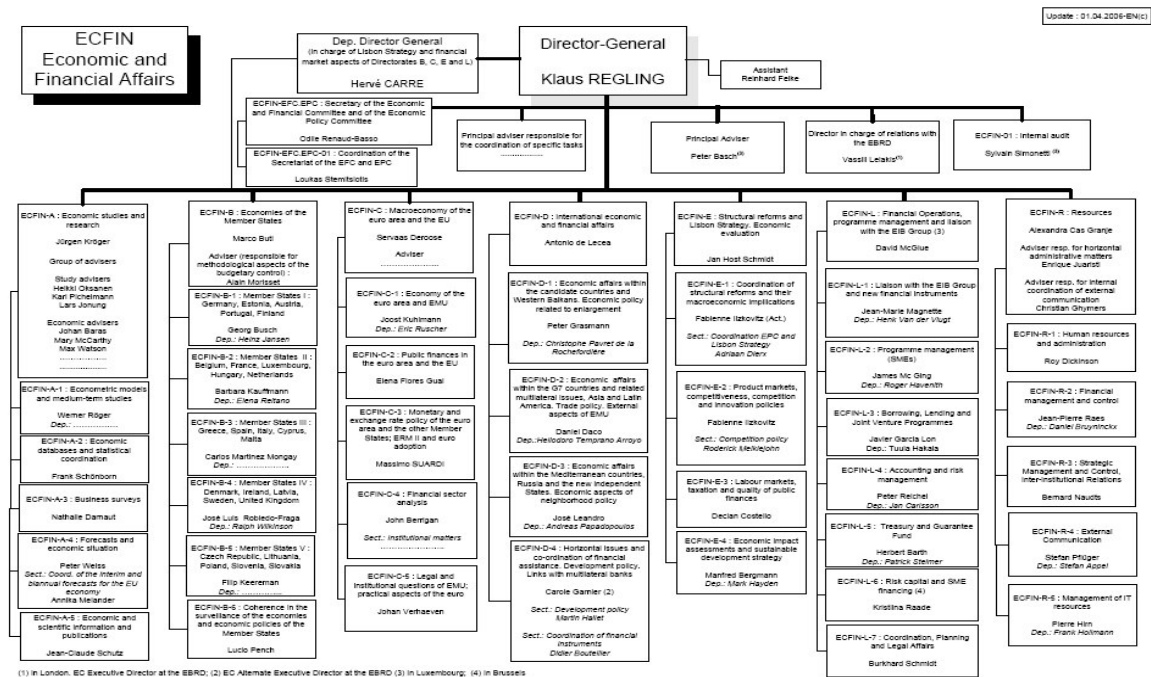 Update : 01.04.2006-EN(c)
ECFIN
Economic and
Financial Affairs
Dep. Director General
(In charge of Lisbon Strategy and financial
market aspects of Directorates B, C, E and L)
Hervé CARRE
Director-General
Klaus REGLING
Assistant
Reinhard Felke
ECFIN-EFC.EPC : Secretary of the Economic
and Financial Committee and of the Economic
Policy Committee
Odile Renaud-Basso
ECFIN-EFC.EPC-01 : Coordination of the
Secretariat of the EFC and EPC
Loukas Stemitsiotis
Principal adviser responsible for
the coordination of specific tasks
..................
Principal Adviser
Peter Basch(2)
Director in charge of relations with the
EBRD
Vassili Lelakis(1)
ECFIN-01 : Internal audit
Sylvain Simonetti (3)
ECFIN-A : Economic studies and
research
Jürgen Kröger
Group of advisers
Study advisers
Heikki Oksanen
Karl Pichelmann
Lars Jonung
Economic advisers
Johan Baras
Mary McCarthy
Max Watson
..................
..................
ECFIN-A-1 : Econometric models
and medium-term studies
Werner Röger
Dep.: ..................
ECFIN-A-2 : Economic
databases and statistical
coordination
Frank Schönborn
ECFIN-A-3 : Business surveys
Nathalie Darnaut
ECFIN-A-4 : Forecasts and
economic situation
Peter Weiss
Sect.: Coord. of the interim and
biannual forecasts for the EU
economy
Annika Melander
ECFIN-A-5 : Economic and
scientific information and
publications
Jean-Claude Schutz
ECFIN-B : Economies of the
Member States
Marco Buti
Adviser (responsible for
methodological aspects of the
budgetary control) :
Alain Morisset
ECFIN-B-1 : Member States I :
Germany, Estonia, Austria,
Portugal, Finland
Georg Busch
Dep.: Heinz Jansen
ECFIN-B-2 : Member States II :
Belgium, France, Luxembourg,
Hungary, Netherlands
Barbara Kauffmann
Dep.: Elena Reitano
ECFIN-B-3 : Member States III :
Greece, Spain, Italy, Cyprus,
Malta
Carlos Martinez Mongay
Dep.: ..................
ECFIN-B-4 : Member States IV :
Denmark, Ireland, Latvia,
Sweden, United Kingdom
José Luis Robledo-Fraga
Dep.: Ralph Wilkinson
ECFIN-B-5 : Member States V :
Czech Republic, Lithuania,
Poland, Slovenia, Slovakia
Filip Keereman
Dep.: ..................
ECFIN-B-6 : Coherence in the
surveillance of the economies
and economic policies of the
Member States
Lucio Pench
ECFIN-C : Macroeconomy of the
euro area and the EU
Servaas Deroose
Adviser
..................
ECFIN-C-1 : Economy of the
euro area and EMU
Joost Kuhlmann
Dep.: Eric Ruscher
ECFIN-C-2 : Public finances in
the euro area and the EU
Elena Flores Gual
ECFIN-C-3 : Monetary and
exchange rate policy of the euro
area and the other Member
States; ERM II and euro
adoption
Massimo SUARDI
ECFIN-C-4 : Financial sector
analysis
John Berrigan
Sect.: Institutional matters
..................
ECFIN-C-5 : Legal and
institutional questions of EMU;
practical aspects of the euro
Johan Verhaeven
ECFIN-D : International economic
and financial affairs
Antonio de Lecea
ECFIN-D-1 : Economic affairs within
the candidate countries and
Western Balkans. Economic policy
related to enlargement
Peter Grasmann
Dep.: Christophe Pavret de la
Rochefordière
ECFIN-D-2 : Economic affairs
within the G7 countries and related
multilateral issues, Asia and Latin
America. Trade policy. External
aspects of EMU
Daniel Daco
Dep.:Heliodoro Temprano Arroyo
ECFIN-D-3 : Economic affairs
within the Mediterranean countries,
Russia and the new independent
States. Economic aspects of
neighborhood policy
José Leandro
Dep.: Andreas Papadopoulos
ECFIN-D-4 : Horizontal issues and
co-ordination of financial
assistance. Development policy.
Links with multilateral banks
Carole Garnier (2)
Sect.: Development policy
Martin Hallet
Sect.: Coordination of financial
instruments
Didier Bouteiller
ECFIN-E : Structural reforms and
Lisbon Strategy. Economic
evaluation
Jan Host Schmidt
ECFIN-E-1 : Coordination of
structural reforms and their
macroeconomic implications
Fabienne Ilzkovitz (Act.)
Sect.: Coordination EPC and
Lisbon Strategy
Adriaan Dierx
ECFIN-E-2 : Product markets,
competitiveness, competition
and innovation policies
Fabienne Ilzkovitz
Sect.: Competition policy
Roderick Meiklejohn
ECFIN-E-3 : Labour markets,
taxation and quality of public
finances
Declan Costello
ECFIN-E-4 : Economic impact
assessments and sustainable
development strategy
Manfred Bergmann
Dep.: Mark Hayden
ECFIN-L : Financial Operations,
programme management and liaison
with the EIB Group (3)
David McGlue
ECFIN-L-1 : Liaison with the EIB Group
and new financial instruments
Jean-Marie Magnette
Dep.: Henk Van der Vlugt
ECFIN-L-2 : Programme management
(SMEs)
James Mc Ging
Dep.: Roger Havenith
ECFIN-L-3 : Borrowing, Lending and
Joint Venture Programmes
Javier Garcia Lon
Dep.: Tuula Hakala
ECFIN-L-4 : Accounting and risk
management
Peter Reichel
Dep.: Jan Carlsson
ECFIN-L-5 : Treasury and Guarantee
Fund
Herbert Barth
Dep.: Patrick Stelmer
ECFIN-L-6 : Risk capital and SME
financing (4)
Kristiina Raade
ECFIN-L-7 : Coordination, Planning
and Legal Affairs
Burkhard Schmidt
ECFIN-R : Resources
Alexandra Cas Granje
Adviser resp. for horizontal
administrative matters
Enrique Juaristi
Adviser resp. for internal
coordination of external
communication
Christian Ghymers
ECFIN-R-1 : Human resources
and administration
Roy Dickinson
ECFIN-R-2 : Financial
management and control
Jean-Pierre Raes
Dep.: Daniel Bruyninckx
ECFIN-R-3 : Strategic Management
and Control,
Inter-Institutional Relations
Bernard Naudts
ECFIN-R-4 : External
Communication
Stefan Pflüger
Dep.: Stefan Appel
ECFIN-R-5 : Management of IT
resources
Pierre Hirn
Dep.: Frank Hollmann
(1) In London. EC Executive Director at the EBRD; (2) EC Alternate Executive Director at the EBRD (3) In Luxembourg; (4) In Brussels